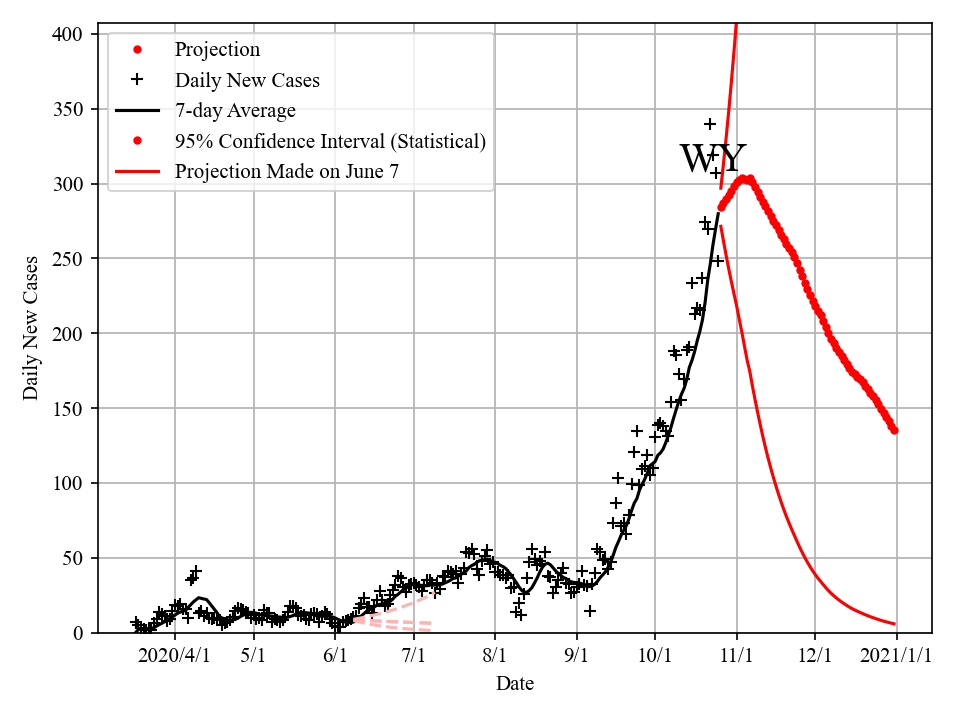 400
350
300
250
200
150
100
50
0
Daily New Cases
Projection
Daily New Cases
7-day Average
95% Confidence Interval (Statistical)
Projection Made on June 7
WY
2020/4/1 5/1 6/1 7/1 8/1 9/1 10/1 11/1 12/1 2021/1/1
Date